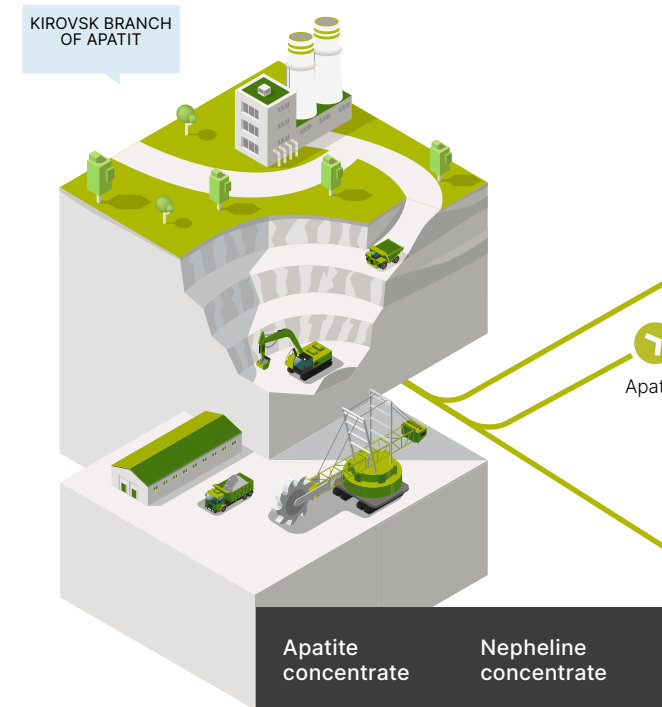 KIROVSK BRANCH
OF APATIT
Apatite
concentrate
Nepheline
concentrate